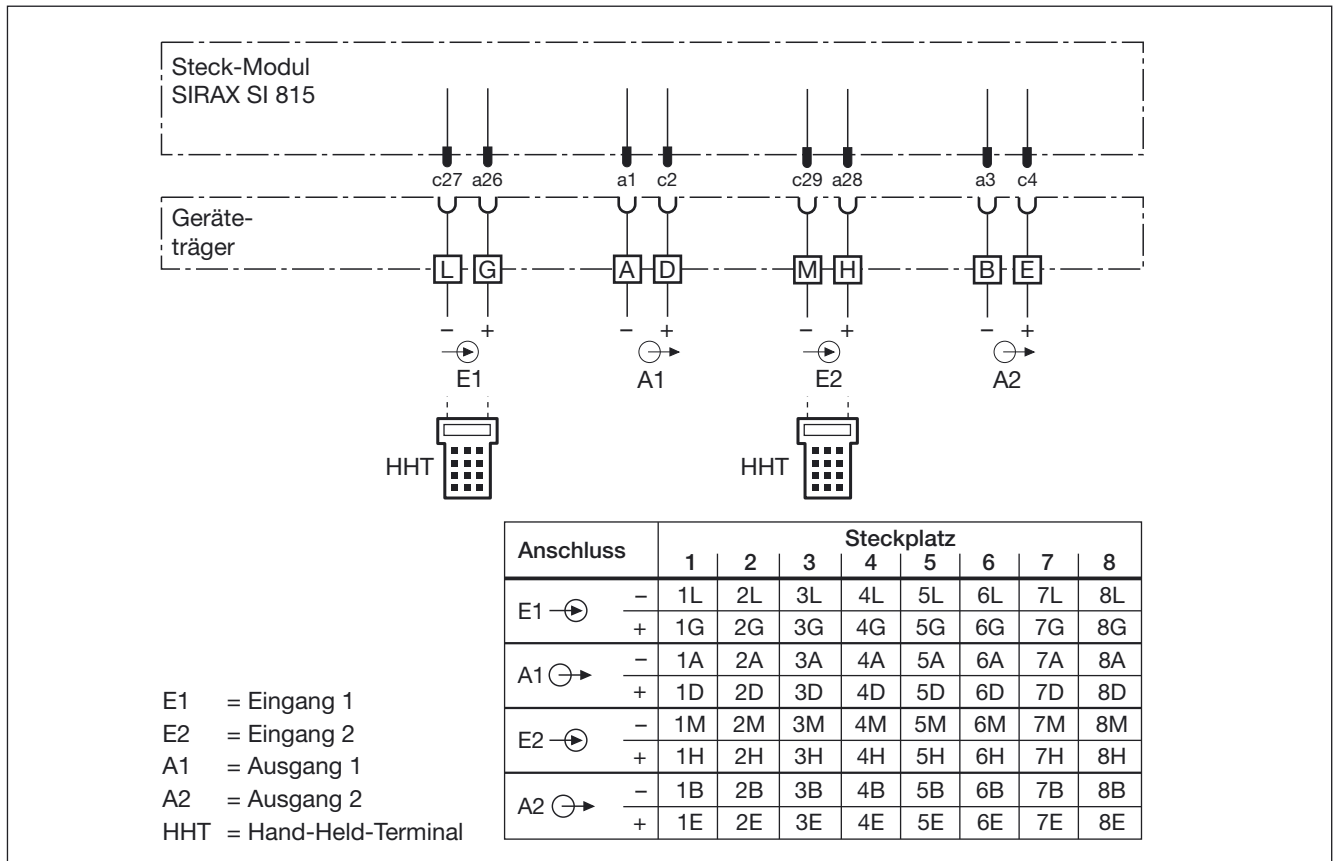 Steck-Modul
SIRAX SI 815
c27 a26 a1 c2 c29 a28 a3 c4
Geräte-
träger
L G A D M H B E
– + – + – + – +
E1 A1 E2 A2
HHT HHT
Anschluss Steckplatz
1 2 3 4 5 6 7 8
E1 – 1L 2L 3L 4L 5L 6L 7L 8L
+ 1G 2G 3G 4G 5G 6G 7G 8G
A1 – 1A 2A 3A 4A 5A 6A 7A 8A
+ 1D 2D 3D 4D 5D 6D 7D 8D
E2 – 1M 2M 3M 4M 5M 6M 7M 8M
+ 1H 2H 3H 4H 5H 6H 7H 8H
A2 – 1B 2B 3B 4B 5B 6B 7B 8B
+ 1E 2E 3E 4E 5E 6E 7E 8E
E1 = Eingang 1
E2 = Eingang 2
A1 = Ausgang 1
A2 = Ausgang 2
HHT = Hand-Held-Terminal